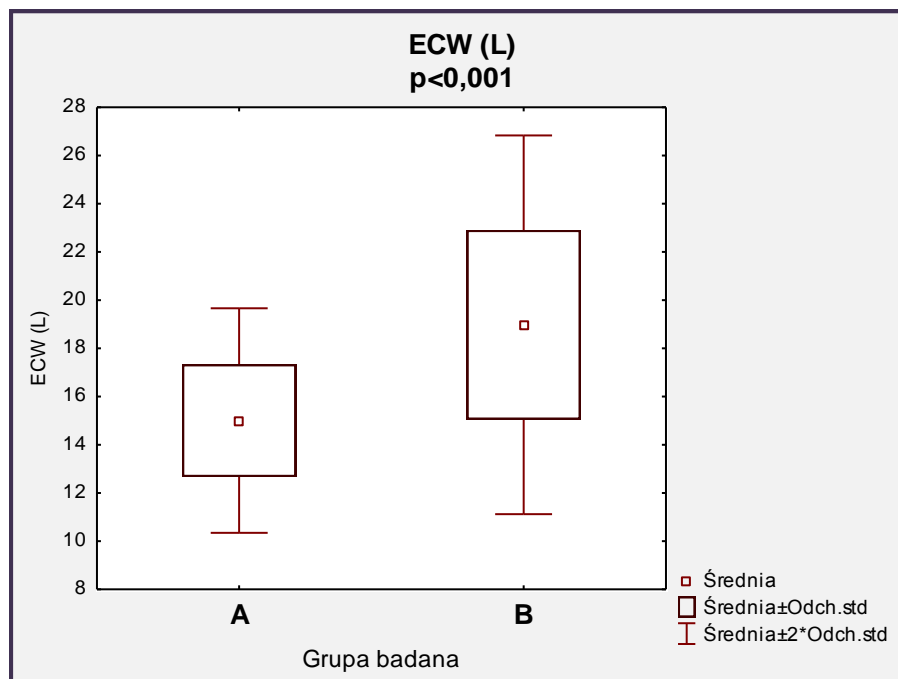 ECW (L)
p<0,001
28
26
24
22
20
18
16
14
12
10
8
ECW (L)
A
B
Grupa badana
Średnia
Średnia±Odch.std
Średnia±2*Odch.std